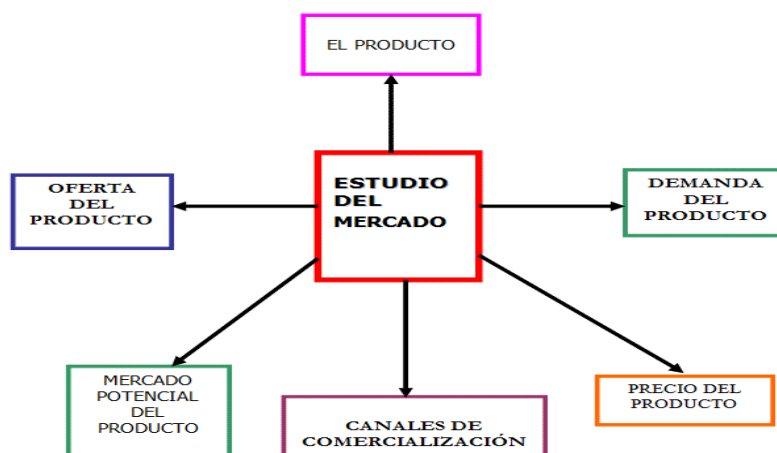 EL PRODUCTO
OFERTA
DEL
PRODUCTO
ESTUDIO
DEL
MERCADO
DEMANDA
DEL
PRODUCTO
MERCADO
POTENCIAL
DEL
PRODUCTO
CANALES DE
COMERCIALIZACIÓN
PRECIO DEL
PRODUCTO